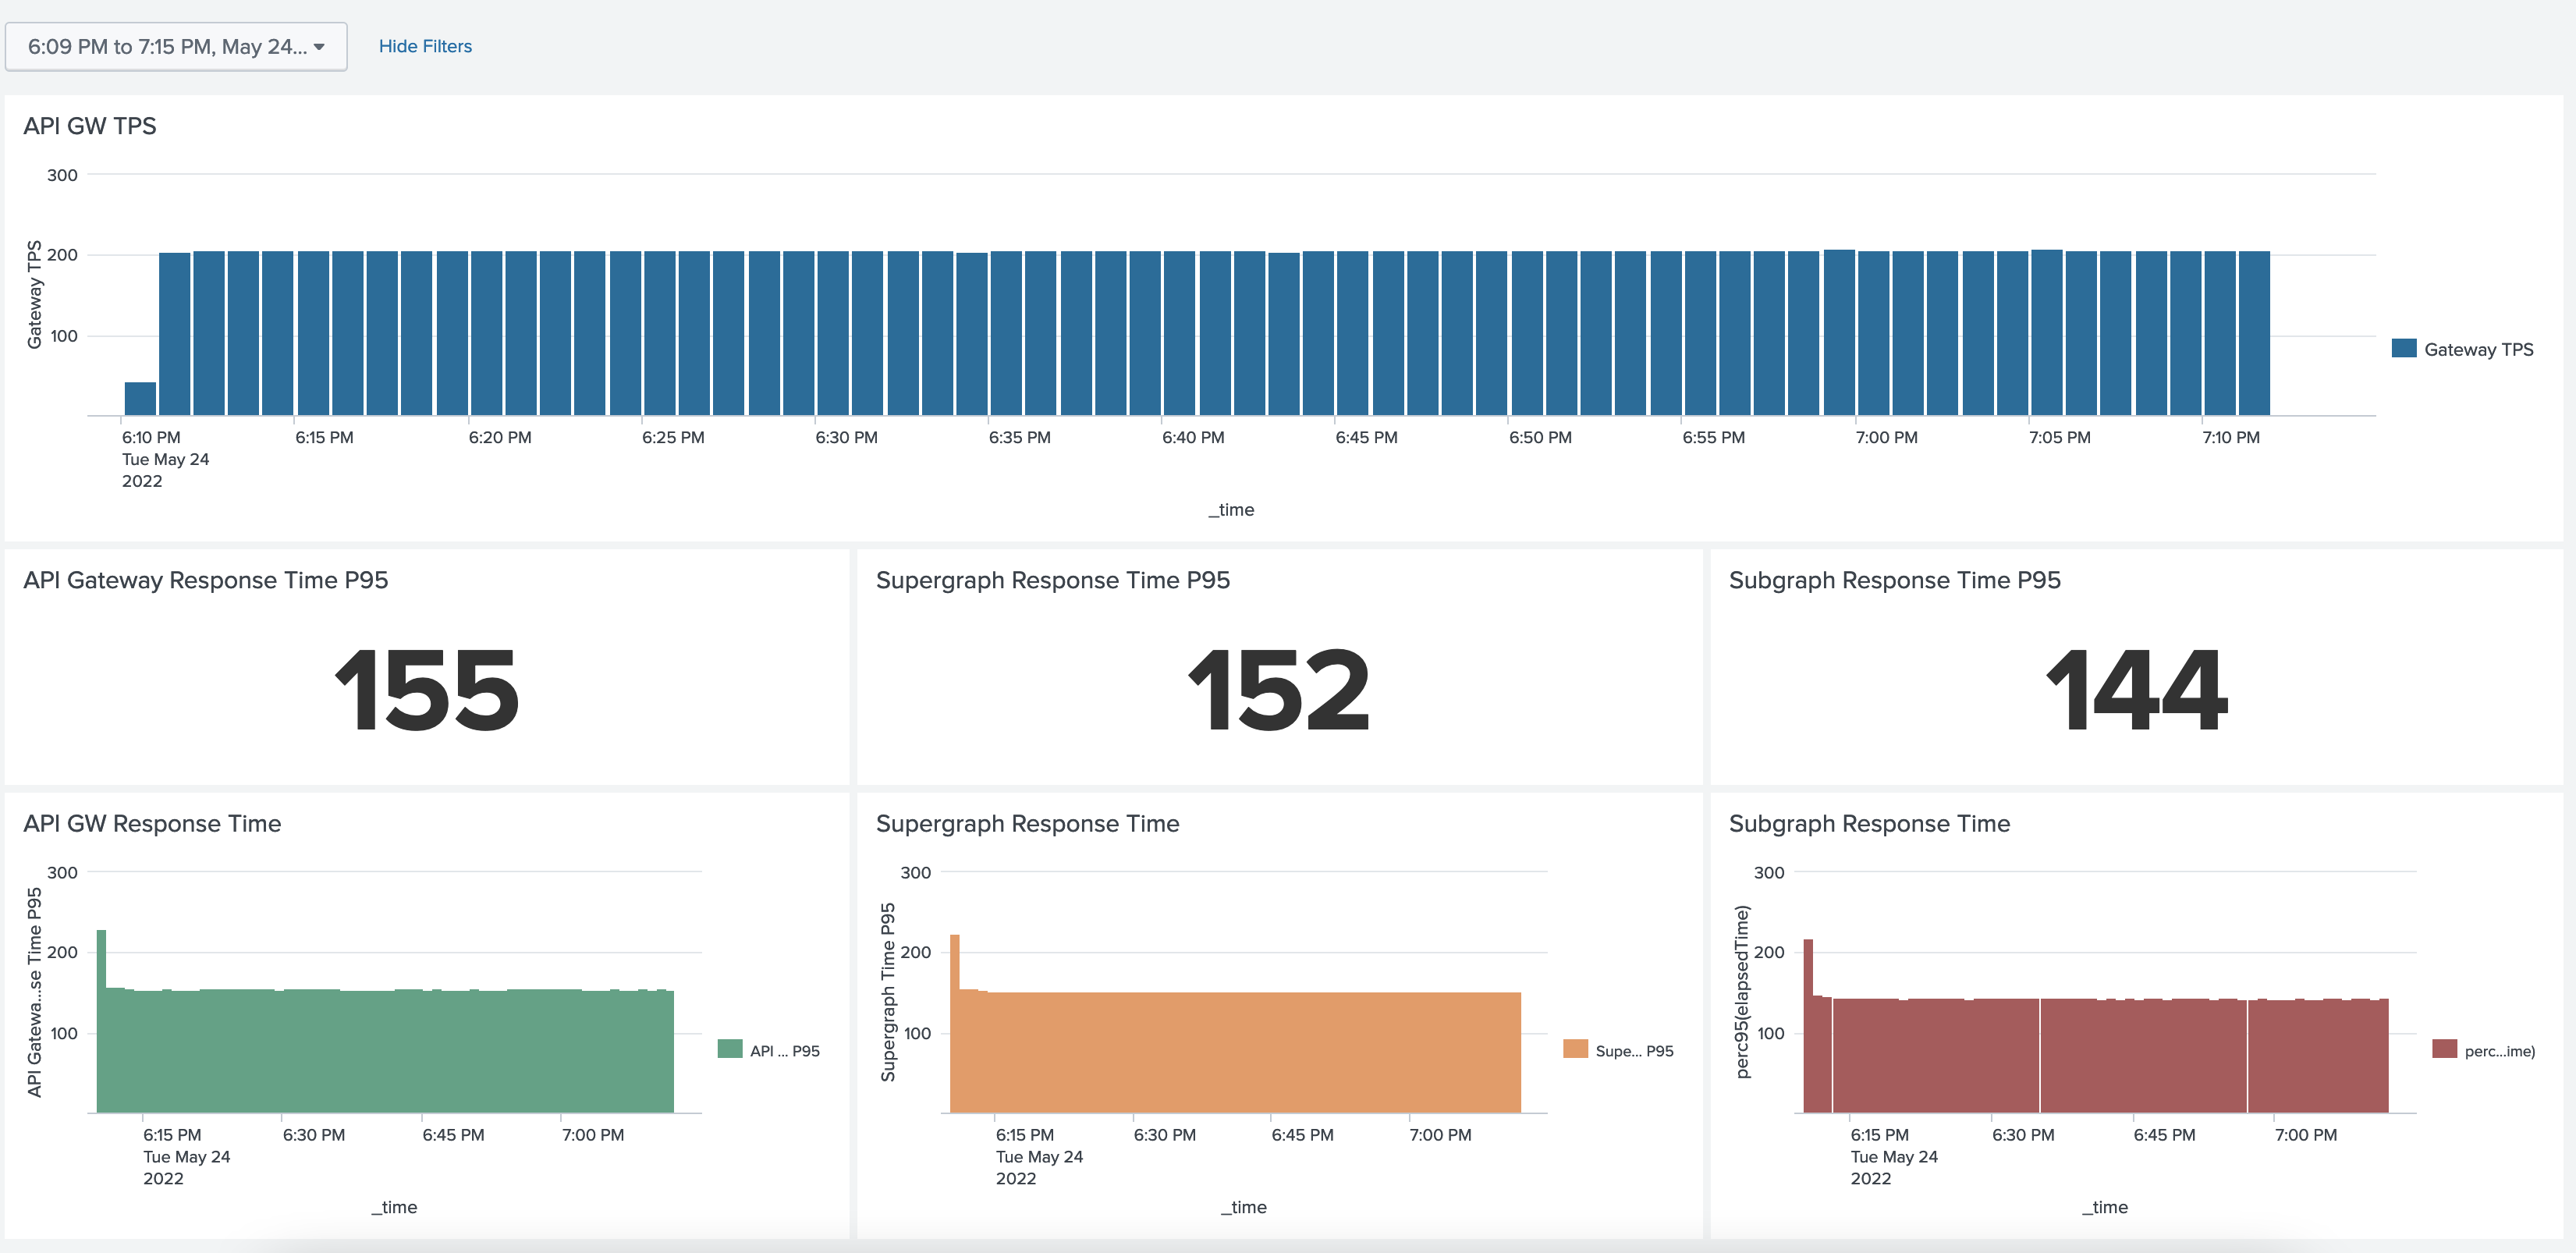 6:09 PM to 7:15 PM, May 24...
Hide Filters
API GW TPS
300
200
100
Gateway TPS
Gateway TPS
6:10 PM 6:15 PM 6:20 PM 6:25 PM 6:30 PM 6:35 PM 6:40 PM 6:45 PM 6:50 PM 6:55 PM 7:00 PM 7:05 PM 7:10 PM
Tue May 24
2022
_time
API Gateway Response Time P95
155
Supergraph Response Time P95
152
Subgraph Response Time P95
144
API GW Response Time
300
200
100
API Gatewa...se Time P95
API ... P95
6:15 PM 6:30 PM 6:45 PM 7:00 PM
Tue May 24
2022
_time
Supergraph Response Time
300
200
100
Supergraph Time P95
Supe... P95
6:15 PM 6:30 PM 6:45 PM 7:00 PM
Tue May 24
2022
_time
Subgraph Response Time
300
200
100
perc95(elapsedTime)
perc...ime)
6:15 PM 6:30 PM 6:45 PM 7:00 PM
Tue May 24
2022
_time